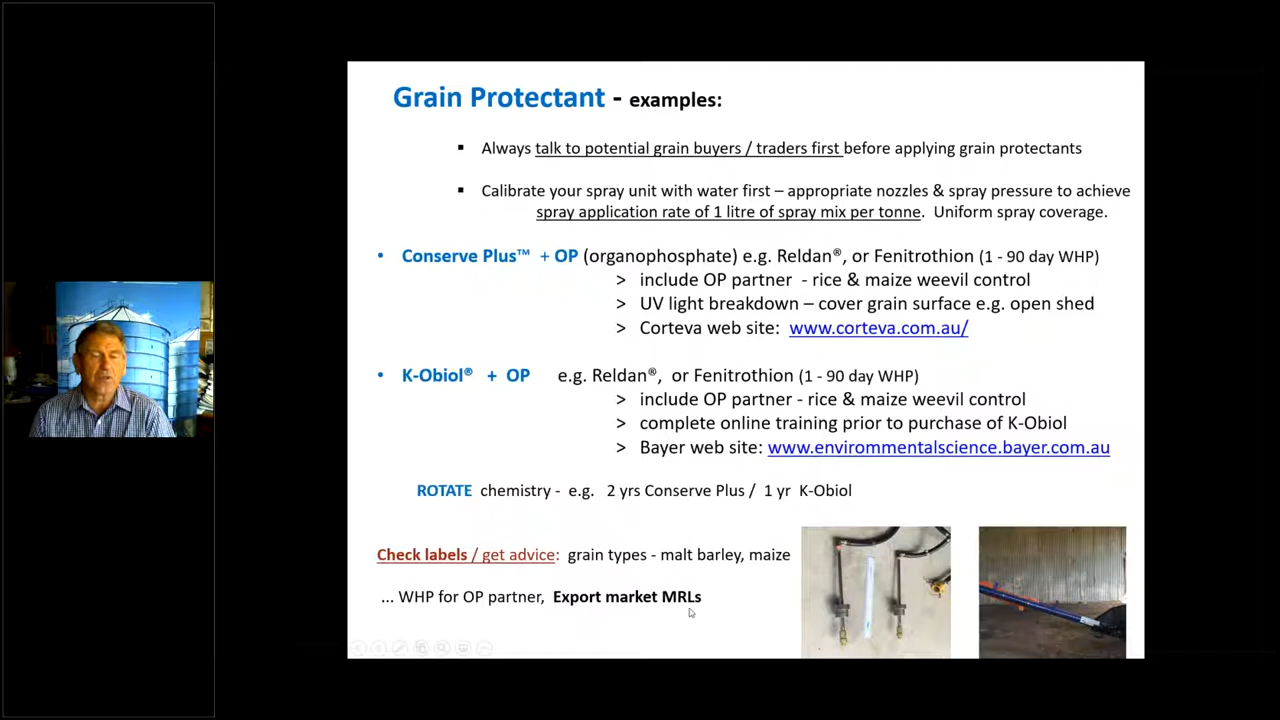 Grain Protectant - examples:
▪ Always talk to potential grain buyers / traders first before applying grain protectants
▪ Calibrate your spray unit with water first – appropriate nozzles & spray pressure to achieve
spray application rate of 1 litre of spray mix per tonne. Uniform spray coverage.
• Conserve Plus™ + OP (organophosphate) e.g. Reldan®, or Fenitrothion (1 - 90 day WHP)
> include OP partner - rice & maize weevil control
> UV light breakdown – cover grain surface e.g. open shed
> Corteva web site: www.corteva.com.au/
• K-Obiol® + OP e.g. Reldan®, or Fenitrothion (1 - 90 day WHP)
> include OP partner - rice & maize weevil control
> complete online training prior to purchase of K-Obiol
> Bayer web site: www.envirommentalscience.bayer.com.au
ROTATE chemistry - e.g. 2 yrs Conserve Plus / 1 yr K-Obiol
Check labels / get advice: grain types - malt barley, maize
... WHP for OP partner, Export market MRLs